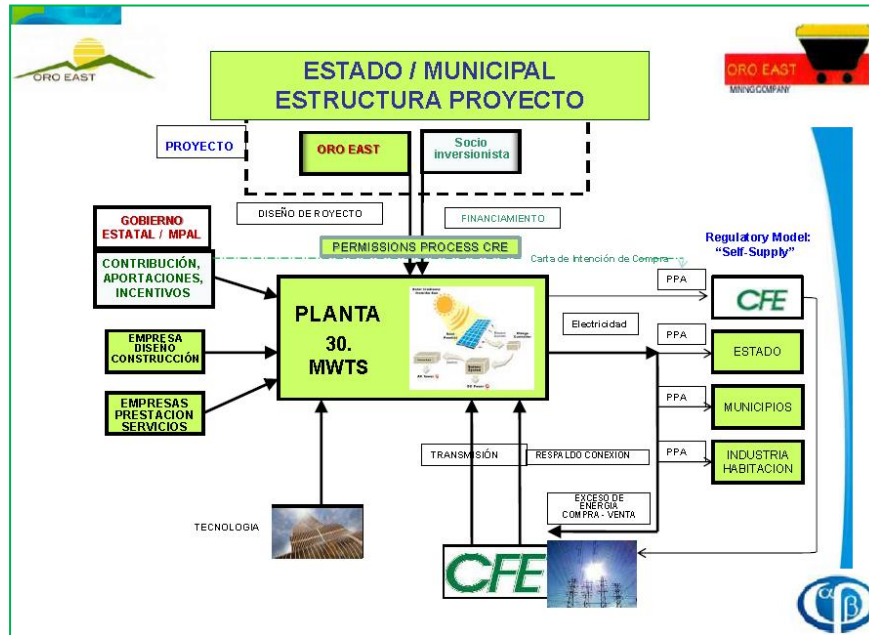 ORO EAST
ESTADO / MUNICIPAL
ESTRUCTURA PROYECTO
ORO EAST
MINING COMPANY
PROYECTO
ORO EAST
Socio
inversionista
DISEÑO DE ROYECTO
FINANCIAMIENTO
GOBIERNO
ESTATAL / MPAL
PERMISSIONS PROCESS CRE
Regulatory Model:
“Self-Supply”
CONTRIBUCIÓN,
APORTACIONES,
INCENTIVOS
Carta de Intención de Compra
PLANTA
30.
MWTS
PPA
CFE
Electricidad
PPA
ESTADO
EMPRESA
DISEÑO
CONSTRUCCIÓN
PPA
MUNICIPIOS
EMPRESAS
PRESTACION
SERVICIOS
TRANSMISIÓN
RESPALDO CONEXION
PPA
INDUSTRIA
HABITACION
EXCESO DE
ENERGIA
COMPRA - VENTA
TECNOLOGIA
CFE
αβ